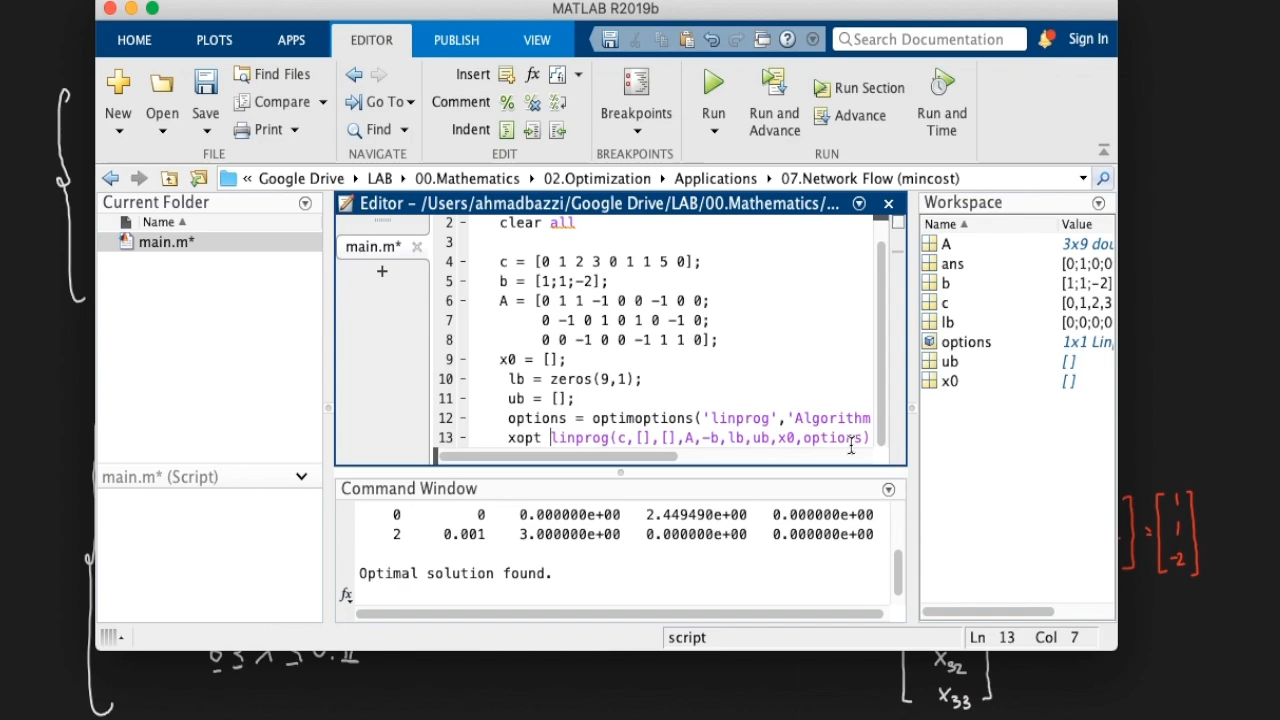 MATLAB R2019b
HOME PLOTS APPS EDITOR PUBLISH VIEW Search Documentation Sign In
New Open Save Find Files Compare Print
Go To Find
Insert fx Comment Indent
Breakpoints
Run Run and Advance Run Section Advance Run and Time
FILE NAVIGATE EDIT BREAKPOINTS RUN
« Google Drive ▸ LAB ▸ 00.Mathematics ▸ 02.Optimization ▸ Applications ▸ 07.Network Flow (mincost)
Current Folder
Name ▲
main.m*
main.m* (Script)
Editor - /Users/ahmadbazzi/Google Drive/LAB/00.Mathematics/...
main.m*
2 - clear all
3
4 - c = [0 1 2 3 0 1 1 5 0];
5 - b = [1;1;-2];
6 - A = [0 1 1 -1 0 0 -1 0 0;
7 0 -1 0 1 0 1 0 -1 0;
8 0 0 -1 0 0 -1 1 1 0];
9 - x0 = [];
10 - lb = zeros(9,1);
11 - ub = [];
12 - options = optimoptions('linprog','Algorithm
13 - xopt linprog(c,[],[],A,-b,lb,ub,x0,options)
Workspace
Name ▲ Value
A 3x9 dou
ans [0;1;0;0
b [1;1;-2]
c [0,1,2,3
lb [0;0;0;0
options 1x1 Lin
ub []
x0 []
Command Window
0 0 0.000000e+00 2.449490e+00 0.000000e+00
2 0.001 3.000000e+00 0.000000e+00 0.000000e+00
Optimal solution found.
fx
script Ln 13 Col 7
] = [1
1
-2]
x32
x33